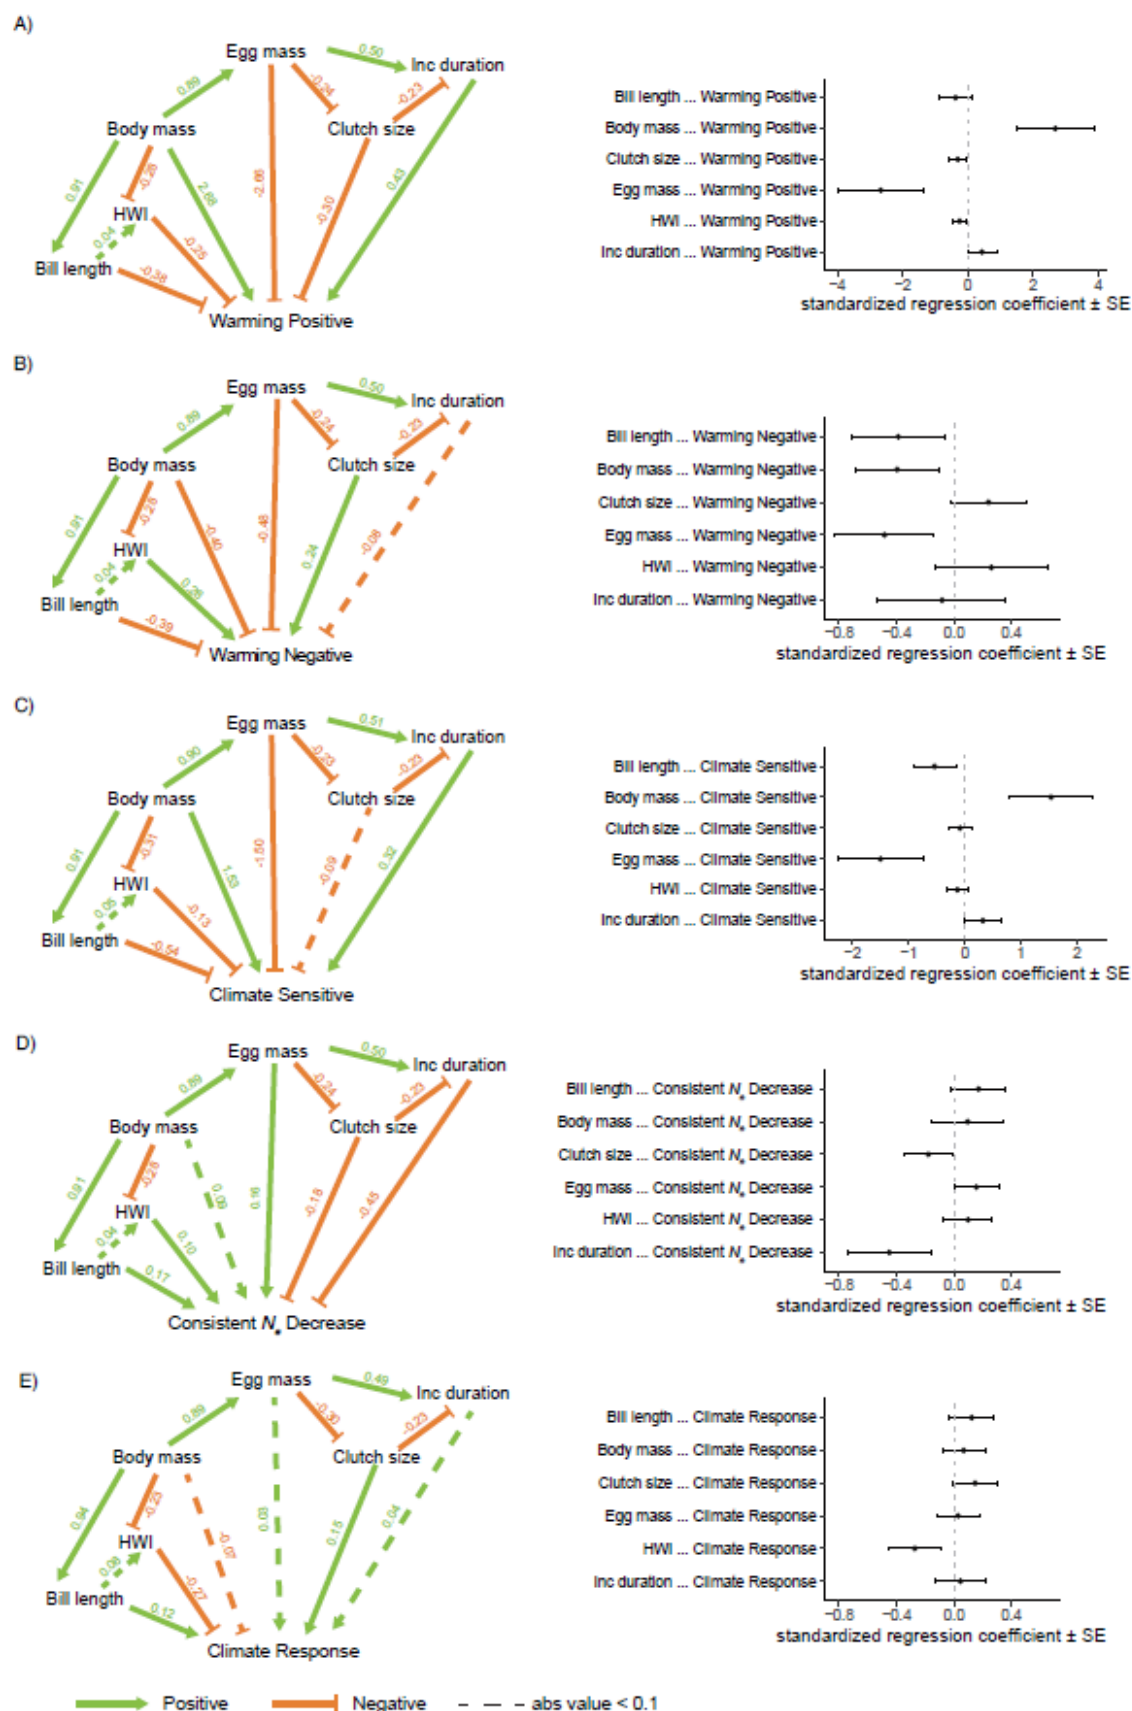 A)
Egg mass
0.50
Inc duration
0.89
-0.24
-0.23
Body mass
Clutch size
0.91
-0.28
2.68
-2.66
-0.30
0.43
HWI
0.04
-0.25
Bill length
-0.38
Warming Positive
Bill length ... Warming Positive
Body mass ... Warming Positive
Clutch size ... Warming Positive
Egg mass ... Warming Positive
HWI ... Warming Positive
Inc duration ... Warming Positive
−4 −2 0 2 4
standardized regression coefficient ± SE
B)
Egg mass
0.50
Inc duration
0.89
-0.24
-0.23
Body mass
Clutch size
0.91
-0.28
-0.40
-0.48
0.24
-0.08
HWI
0.04
0.26
Bill length
-0.39
Warming Negative
Bill length ... Warming Negative
Body mass ... Warming Negative
Clutch size ... Warming Negative
Egg mass ... Warming Negative
HWI ... Warming Negative
Inc duration ... Warming Negative
−0.8 −0.4 0.0 0.4
standardized regression coefficient ± SE
C)
Egg mass
0.51
Inc duration
0.90
-0.23
-0.23
Body mass
Clutch size
0.91
-0.31
1.53
-1.50
-0.09
0.32
HWI
0.05
-0.13
Bill length
-0.54
Climate Sensitive
Bill length ... Climate Sensitive
Body mass ... Climate Sensitive
Clutch size ... Climate Sensitive
Egg mass ... Climate Sensitive
HWI ... Climate Sensitive
Inc duration ... Climate Sensitive
−2 −1 0 1 2
standardized regression coefficient ± SE
D)
Egg mass
0.50
Inc duration
0.89
-0.24
-0.23
Body mass
Clutch size
0.91
-0.28
0.09
0.16
-0.18
-0.45
HWI
0.04
0.10
Bill length
0.17
Consistent Ne Decrease
Bill length ... Consistent Ne Decrease
Body mass ... Consistent Ne Decrease
Clutch size ... Consistent Ne Decrease
Egg mass ... Consistent Ne Decrease
HWI ... Consistent Ne Decrease
Inc duration ... Consistent Ne Decrease
−0.8 −0.4 0.0 0.4
standardized regression coefficient ± SE
E)
Egg mass
0.49
Inc duration
0.89
-0.30
-0.23
Body mass
Clutch size
0.94
-0.23
-0.07
0.03
0.15
0.04
HWI
-0.27
Bill length
0.12
Climate Response
Bill length ... Climate Response
Body mass ... Climate Response
Clutch size ... Climate Response
Egg mass ... Climate Response
HWI ... Climate Response
Inc duration ... Climate Response
−0.8 −0.4 0.0 0.4
standardized regression coefficient ± SE
Positive
Negative
abs value < 0.1